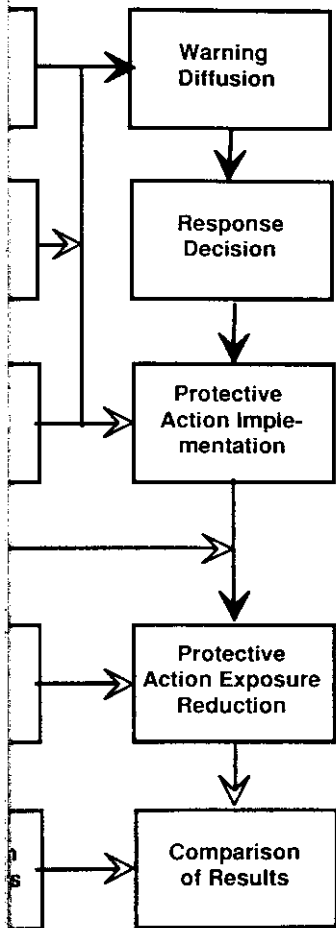 Warning
Diffusion
Response
Decision
Protective
Action Imple-
mentation
Protective
Action Exposure
Reduction
Comparison
of Results